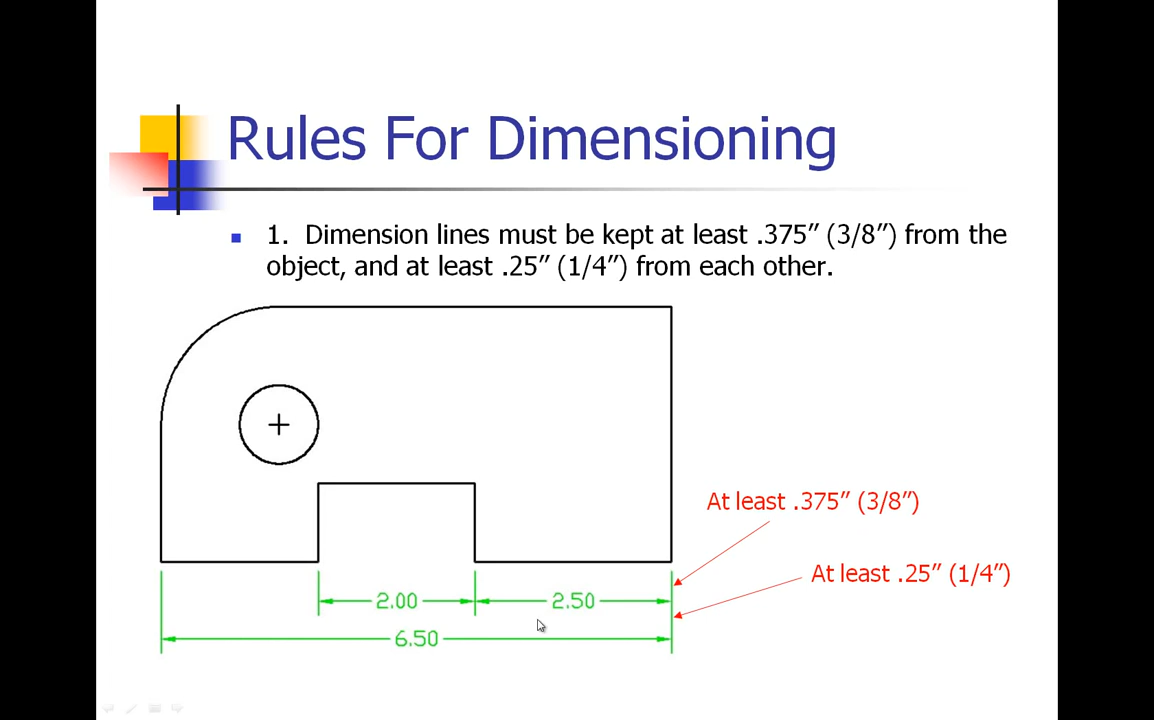 Rules For Dimensioning
1. Dimension lines must be kept at least .375” (3/8”) from the
object, and at least .25” (1/4”) from each other.
At least .375” (3/8”)
At least .25” (1/4”)
2.00
2.50
6.50